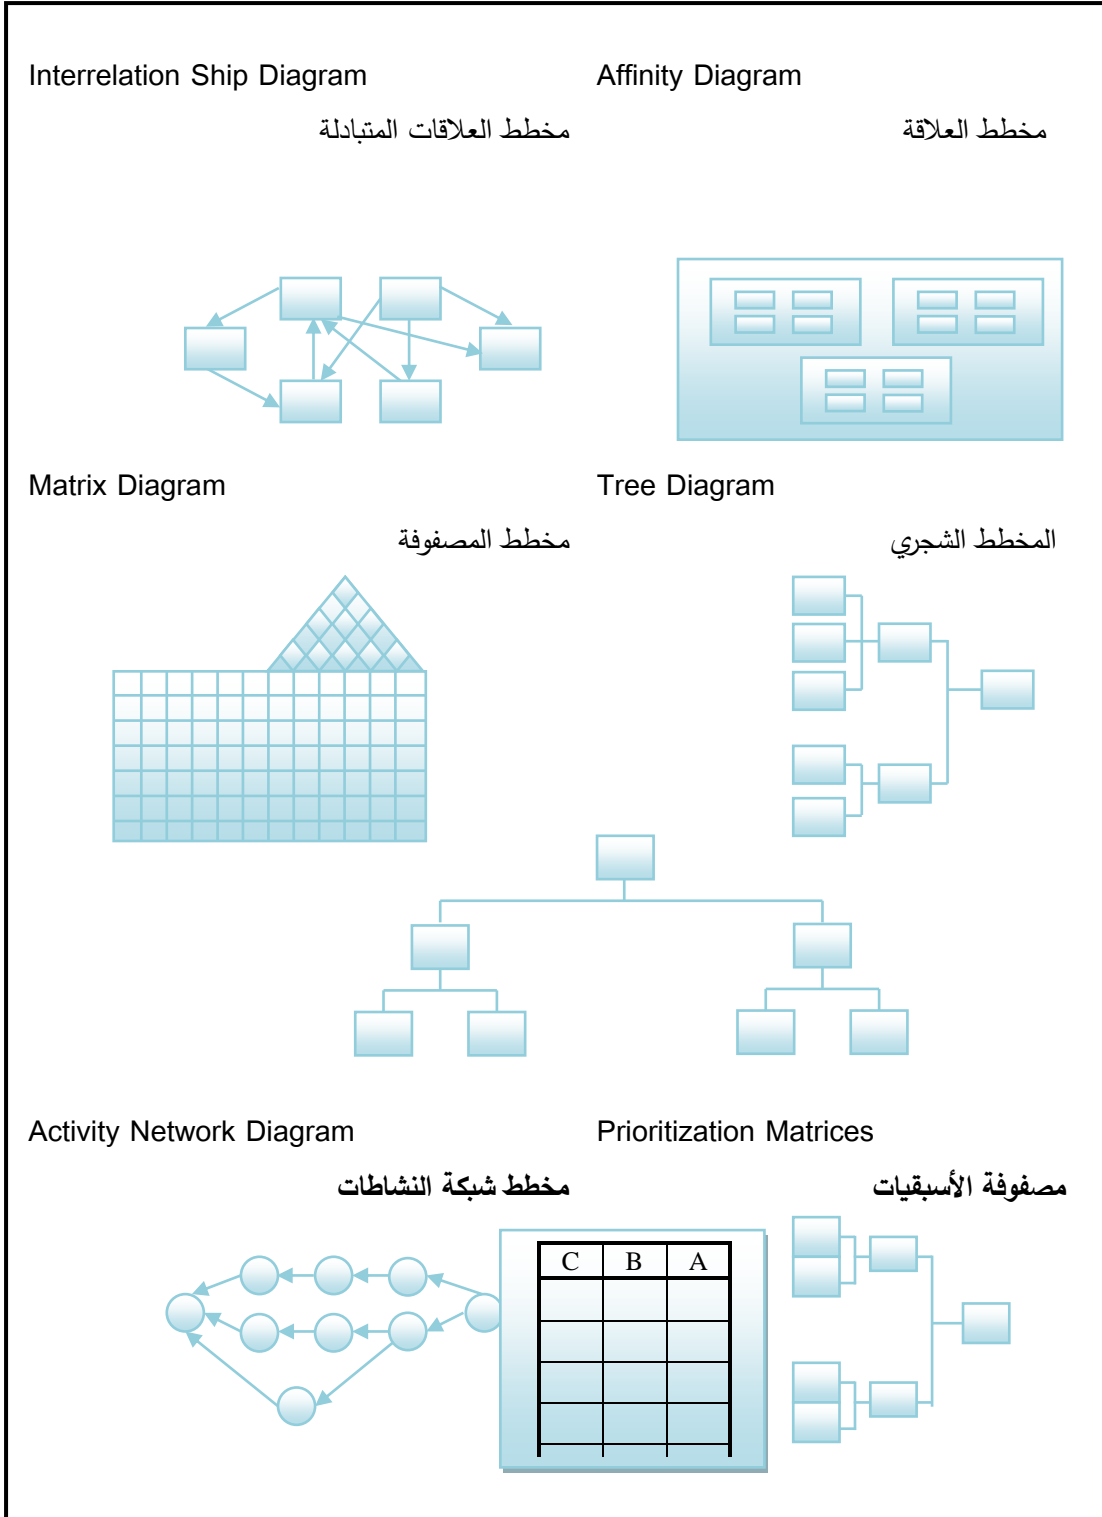 Interrelation Ship Diagram
Affinity Diagram
مخطط العلاقات المتبادلة
مخطط العلاقة
Matrix Diagram
Tree Diagram
مخطط المصفوفة
المخطط الشجري
Activity Network Diagram
Prioritization Matrices
مخطط شبكة النشاطات
مصفوفة الأسبقيات
C B A